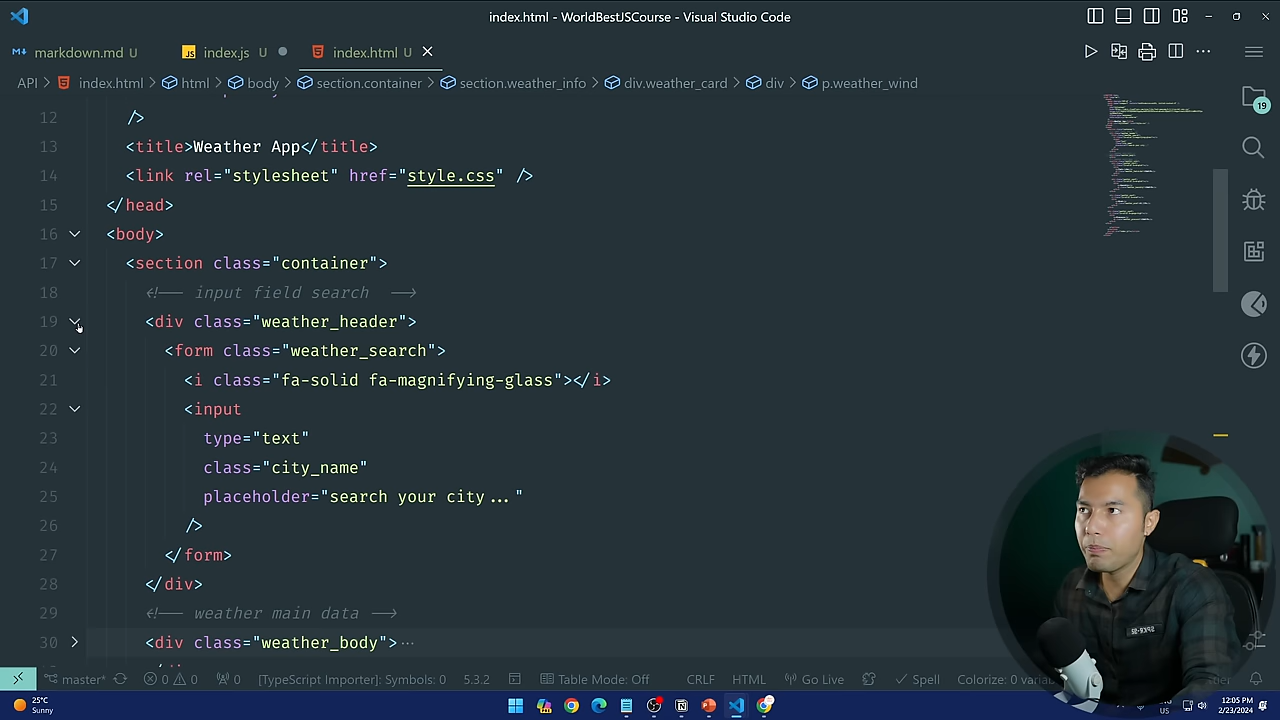 index.html - WorldBestJSCourse - Visual Studio Code
markdown.md U
JS index.js U
index.html U
API > index.html > html > body > section.container > section.weather_info > div.weather_card > div > p.weather_wind
12 />
13 <title>Weather App</title>
14 <link rel="stylesheet" href="style.css" />
15 </head>
16 <body>
17 <section class="container">
18 <!-- input field search -->
19 <div class="weather_header">
20 <form class="weather_search">
21 <i class="fa-solid fa-magnifying-glass"></i>
22 <input
23 type="text"
24 class="city_name"
25 placeholder="search your city..."
26 />
27 </form>
28 </div>
29 <!-- weather main data -->
30 <div class="weather_body">…
19
master* 0 0 0 [TypeScript Importer]: Symbols: 0 5.3.2 Table Mode: Off CRLF HTML Go Live Spell Colorize: 0
25°C
Sunny
US
12:05 PM
2/23/2024